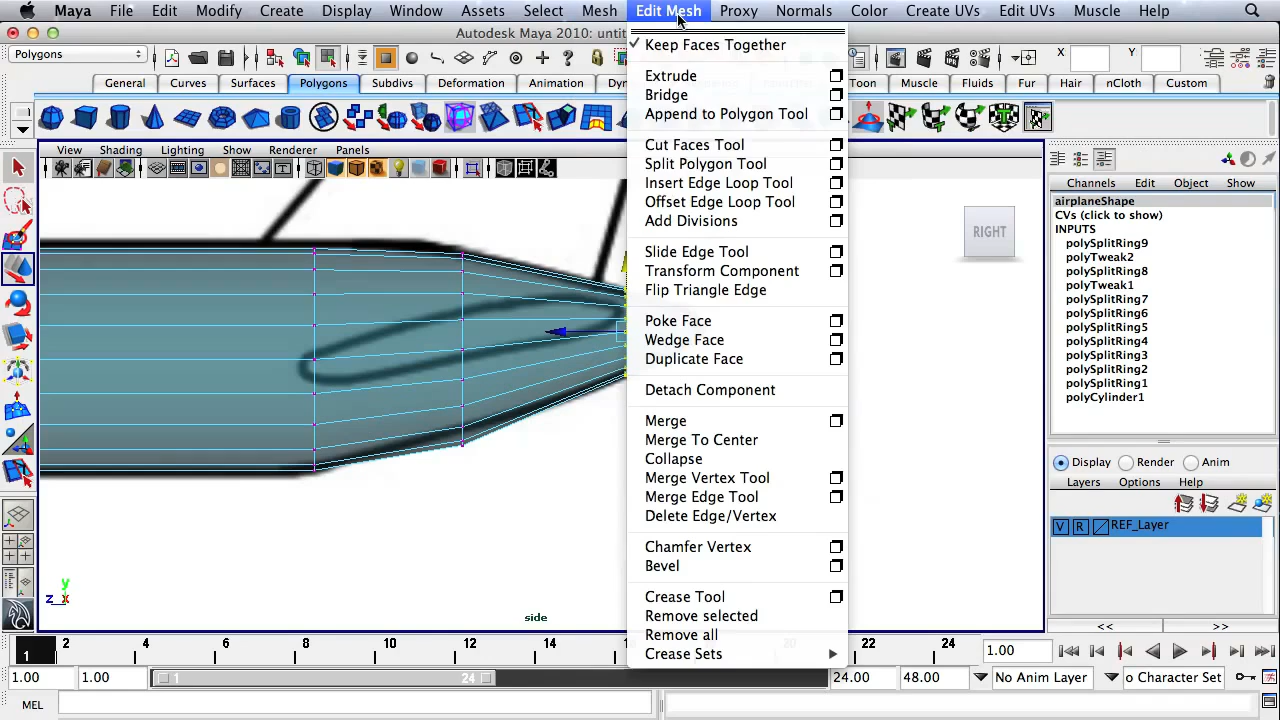 Maya File Edit Modify Create Display Window Assets Select Mesh Edit Mesh Proxy Normals Color Create UVs Edit UVs Muscle Help
Autodesk Maya 2010:
Polygons
X: Y:
General Curves Surfaces Polygons Subdivs Deformation Animation Toon Muscle Fluids Fur Hair nCloth Custom
View Shading Lighting Show Renderer Panels
Keep Faces Together
Extrude
Bridge
Append to Polygon Tool
Cut Faces Tool
Split Polygon Tool
Insert Edge Loop Tool
Offset Edge Loop Tool
Add Divisions
Slide Edge Tool
Transform Component
Flip Triangle Edge
Poke Face
Wedge Face
Duplicate Face
Detach Component
Merge
Merge To Center
Collapse
Merge Vertex Tool
Merge Edge Tool
Delete Edge/Vertex
Chamfer Vertex
Bevel
Crease Tool
Remove selected
Remove all
Crease Sets
RIGHT
y
z x
side
Channels Edit Object Show
airplaneShape
CVs (click to show)
INPUTS
polySplitRing9
polyTweak2
polySplitRing8
polyTweak1
polySplitRing7
polySplitRing6
polySplitRing5
polySplitRing4
polySplitRing3
polySplitRing2
polySplitRing1
polyCylinder1
Display Render Anim
Layers Options Help
V R REF_Layer
<< >>
1 2 4 6 8 10 12 14 16 20 22 24 1.00
1.00 1.00 1 24 24.00 48.00 No Anim Layer o Character Set
MEL